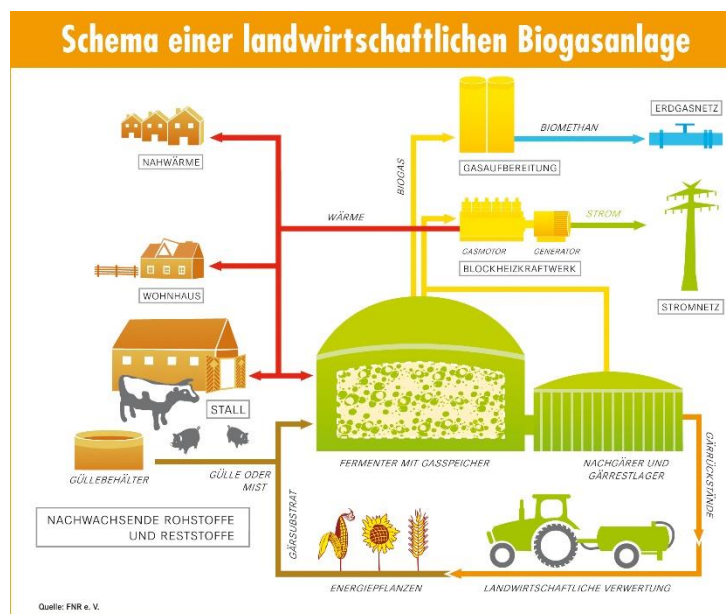 Schema einer landwirtschaftlichen Biogasanlage
ERDGASNETZ
BIOMETHAN
NAHWÄRME
GASAUFBEREITUNG
BIOGAS
WÄRME
STROM
GASMOTOR
GENERATOR
BLOCKHEIZKRAFTWERK
WOHNHAUS
STROMNETZ
STALL
GÜLLEBEHÄLTER
GÜLLE ODER
MIST
FERMENTER MIT GASSPEICHER
NACHGÄRER UND
GÄRRESTLAGER
GÄRRÜCKSTÄNDE
NACHWACHSENDE ROHSTOFFE
UND RESTSTOFFE
GÄRSUBSTRAT
ENERGIEPFLANZEN
LANDWIRTSCHAFTLICHE VERWERTUNG
Quelle: FNR e. V.